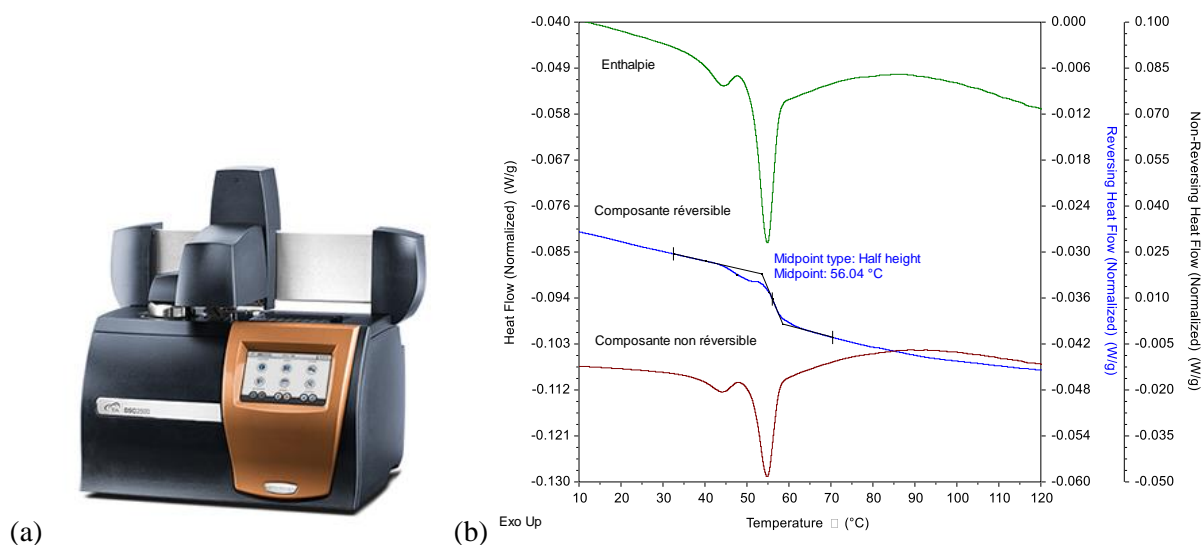 (a)
DSC2500
(b)
Exo Up
Heat Flow (Normalized) (W/g)
-0.040
-0.049
-0.058
-0.067
-0.076
-0.085
-0.094
-0.103
-0.112
-0.121
-0.130
Enthalpie
Composante réversible
Midpoint type: Half height
Midpoint: 56.04 °C
Composante non réversible
10 20 30 40 50 60 70 80 90 100 110 120
Temperature □ (°C)
0.000
-0.006
-0.012
-0.018
-0.024
-0.030
-0.036
-0.042
-0.048
-0.054
-0.060
Reversing Heat Flow (Normalized) (W/g)
0.100
0.085
0.070
0.055
0.040
0.025
0.010
-0.005
-0.020
-0.035
-0.050
Non-Reversing Heat Flow (Normalized) (W/g)